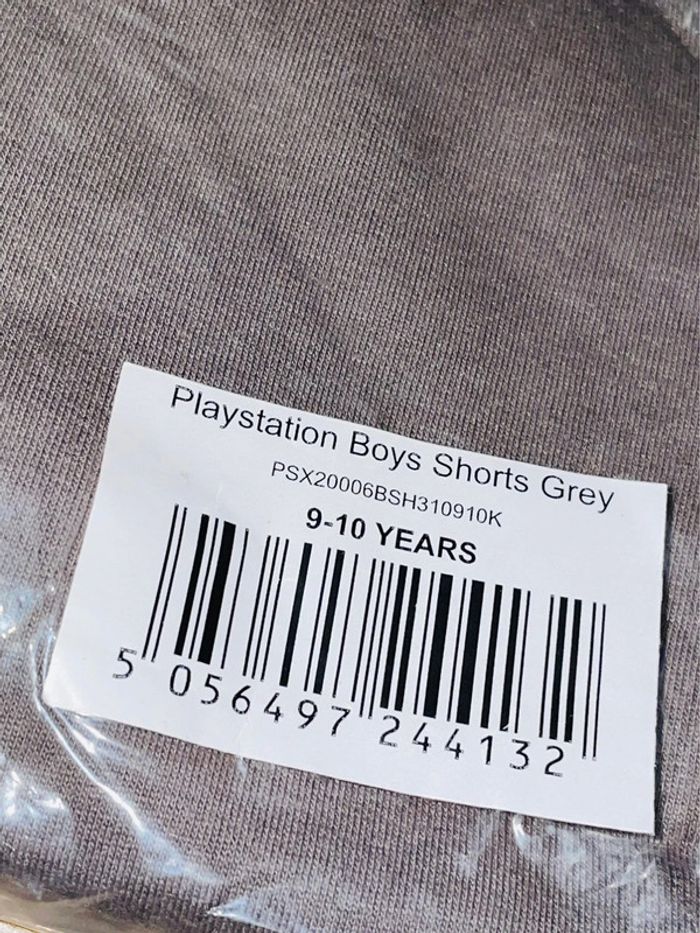 Playstation Boys Shorts Grey
PSX20006BSH310910K
9-10 YEARS
5 056497 244132